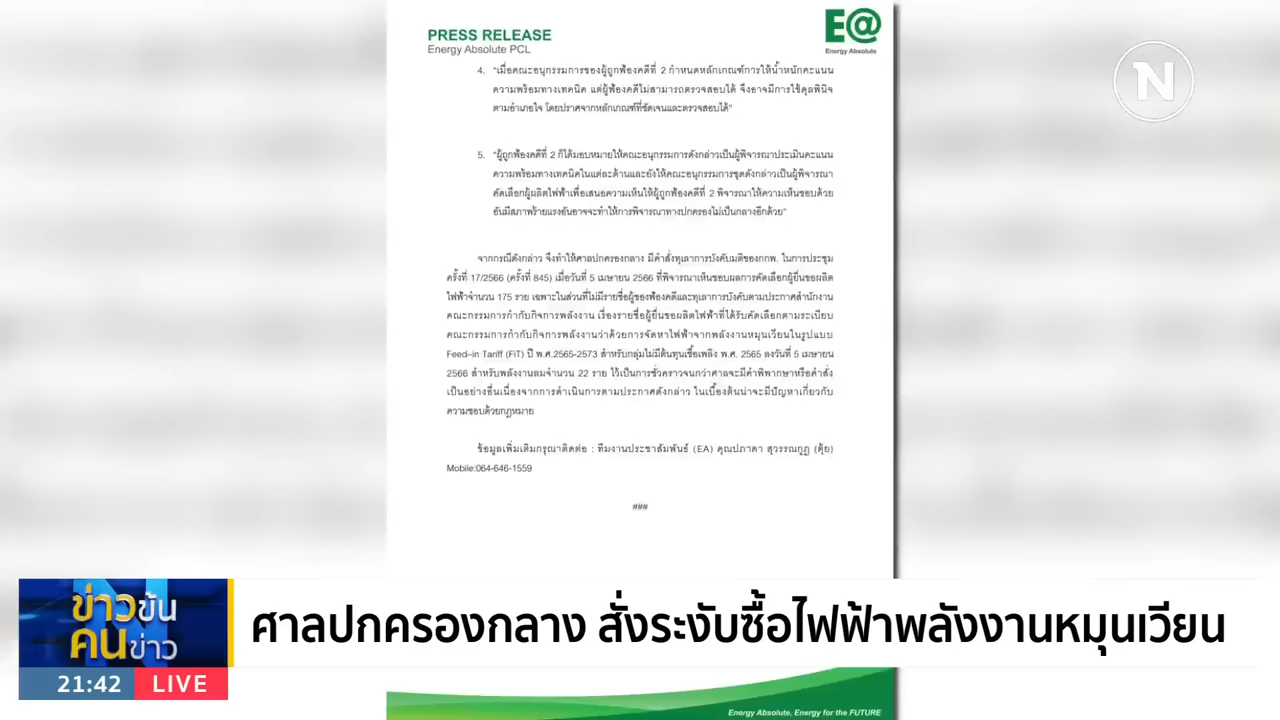 PRESS RELEASE
Energy Absolute PCL
E@
Energy Absolute
N
4. "เมื่อคณะอนุกรรมการของผู้ถูกฟ้องคดีที่ 2 กำหนดหลักเกณฑ์การให้น้ำหนักคะแนน
ความพร้อมทางเทคนิค แต่ผู้ฟ้องคดีไม่สามารถตรวจสอบได้ จึงอาจมีการใช้ดุลพินิจ
ตามอำเภอใจ โดยปราศจากหลักเกณฑ์ที่ชัดเจนและตรวจสอบได้"
5. "ผู้ถูกฟ้องคดีที่ 2 ก็ได้มอบหมายให้คณะอนุกรรมการดังกล่าวเป็นผู้พิจารณาประเมินคะแนน
ความพร้อมทางเทคนิคในแต่ละด้านและยังให้คณะอนุกรรมการชุดดังกล่าวเป็นผู้พิจารณา
คัดเลือกผู้ผลิตไฟฟ้าเพื่อเสนอความเห็นให้ผู้ถูกฟ้องคดีที่ 2 พิจารณาให้ความเห็นชอบด้วย
อันมีสภาพร้ายแรงอันอาจจะทำให้การพิจารณาทางปกครองไม่เป็นกลางอีกด้วย"
จากกรณีดังกล่าว จึงทำให้ศาลปกครองกลาง มีคำสั่งทุเลาการบังคับมติของกกพ. ในการประชุม
ครั้งที่ 17/2566 (ครั้งที่ 845) เมื่อวันที่ 5 เมษายน 2566 ที่พิจารณาเห็นชอบผลการคัดเลือกผู้ยื่นขอผลิต
ไฟฟ้าจำนวน 175 ราย เฉพาะในส่วนที่ไม่มีรายชื่อผู้ของฟ้องคดีและทุเลาการบังคับตามประกาศสำนักงาน
คณะกรรมการกำกับกิจการพลังงาน เรื่องรายชื่อผู้ยื่นขอผลิตไฟฟ้าที่ได้รับคัดเลือกตามระเบียบ
คณะกรรมการกำกับกิจการพลังงานว่าด้วยการจัดหาไฟฟ้าจากพลังงานหมุนเวียนในรูปแบบ
Feed–in Tariff (FiT) ปี พ.ศ.2565-2573 สำหรับกลุ่มไม่มีต้นทุนเชื้อเพลิง พ.ศ. 2565 ลงวันที่ 5 เมษายน
2566 สำหรับพลังงานลมจำนวน 22 ราย ไว้เป็นการชั่วคราวจนกว่าศาลจะมีคำพิพากษาหรือคำสั่ง
เป็นอย่างอื่นเนื่องจากการดำเนินการตามประกาศดังกล่าว ในเบื้องต้นน่าจะมีปัญหาเกี่ยวกับ
ความชอบด้วยกฎหมาย
ข้อมูลเพิ่มเติมกรุณาติดต่อ : ทีมงานประชาสัมพันธ์ (EA) คุณปภาดา สุวรรณกูฏ (ตุ้ย)
Mobile:064-646-1559
###
ข่าวข้น
คนข่าว
ศาลปกครองกลาง สั่งระงับซื้อไฟฟ้าพลังงานหมุนเวียน
21:42 LIVE
Energy Absolute, Energy for the FUTURE